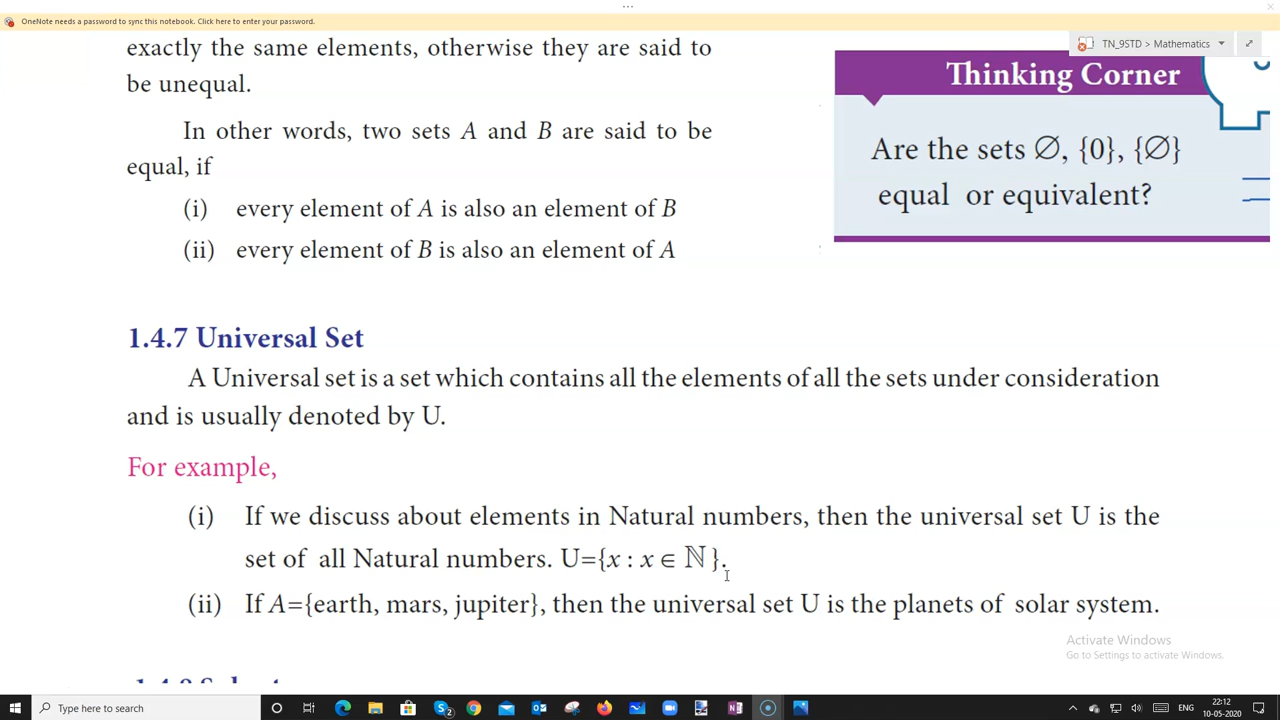 ...
OneNote needs a password to sync this notebook. Click here to enter your password.
TN_9STD > Mathematics
exactly the same elements, otherwise they are said to
be unequal.
In other words, two sets A and B are said to be
equal, if
(i) every element of A is also an element of B
(ii) every element of B is also an element of A
Thinking Corner
Are the sets ∅, {0}, {∅}
equal or equivalent?
1.4.7 Universal Set
A Universal set is a set which contains all the elements of all the sets under consideration
and is usually denoted by U.
For example,
(i) If we discuss about elements in Natural numbers, then the universal set U is the
set of all Natural numbers. U={x : x ∈ ℕ}.
(ii) If A={earth, mars, jupiter}, then the universal set U is the planets of solar system.
Activate Windows
Go to Settings to activate Windows.
Type here to search
ENG
22:12
10-05-2020